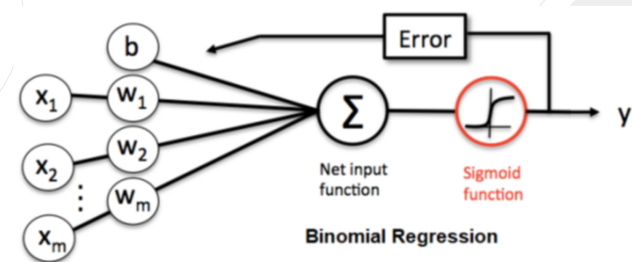 Error
b
x1
w1
Σ
y
x2
w2
Net input
function
Sigmoid
function
⋮
wm
xm
Binomial Regression